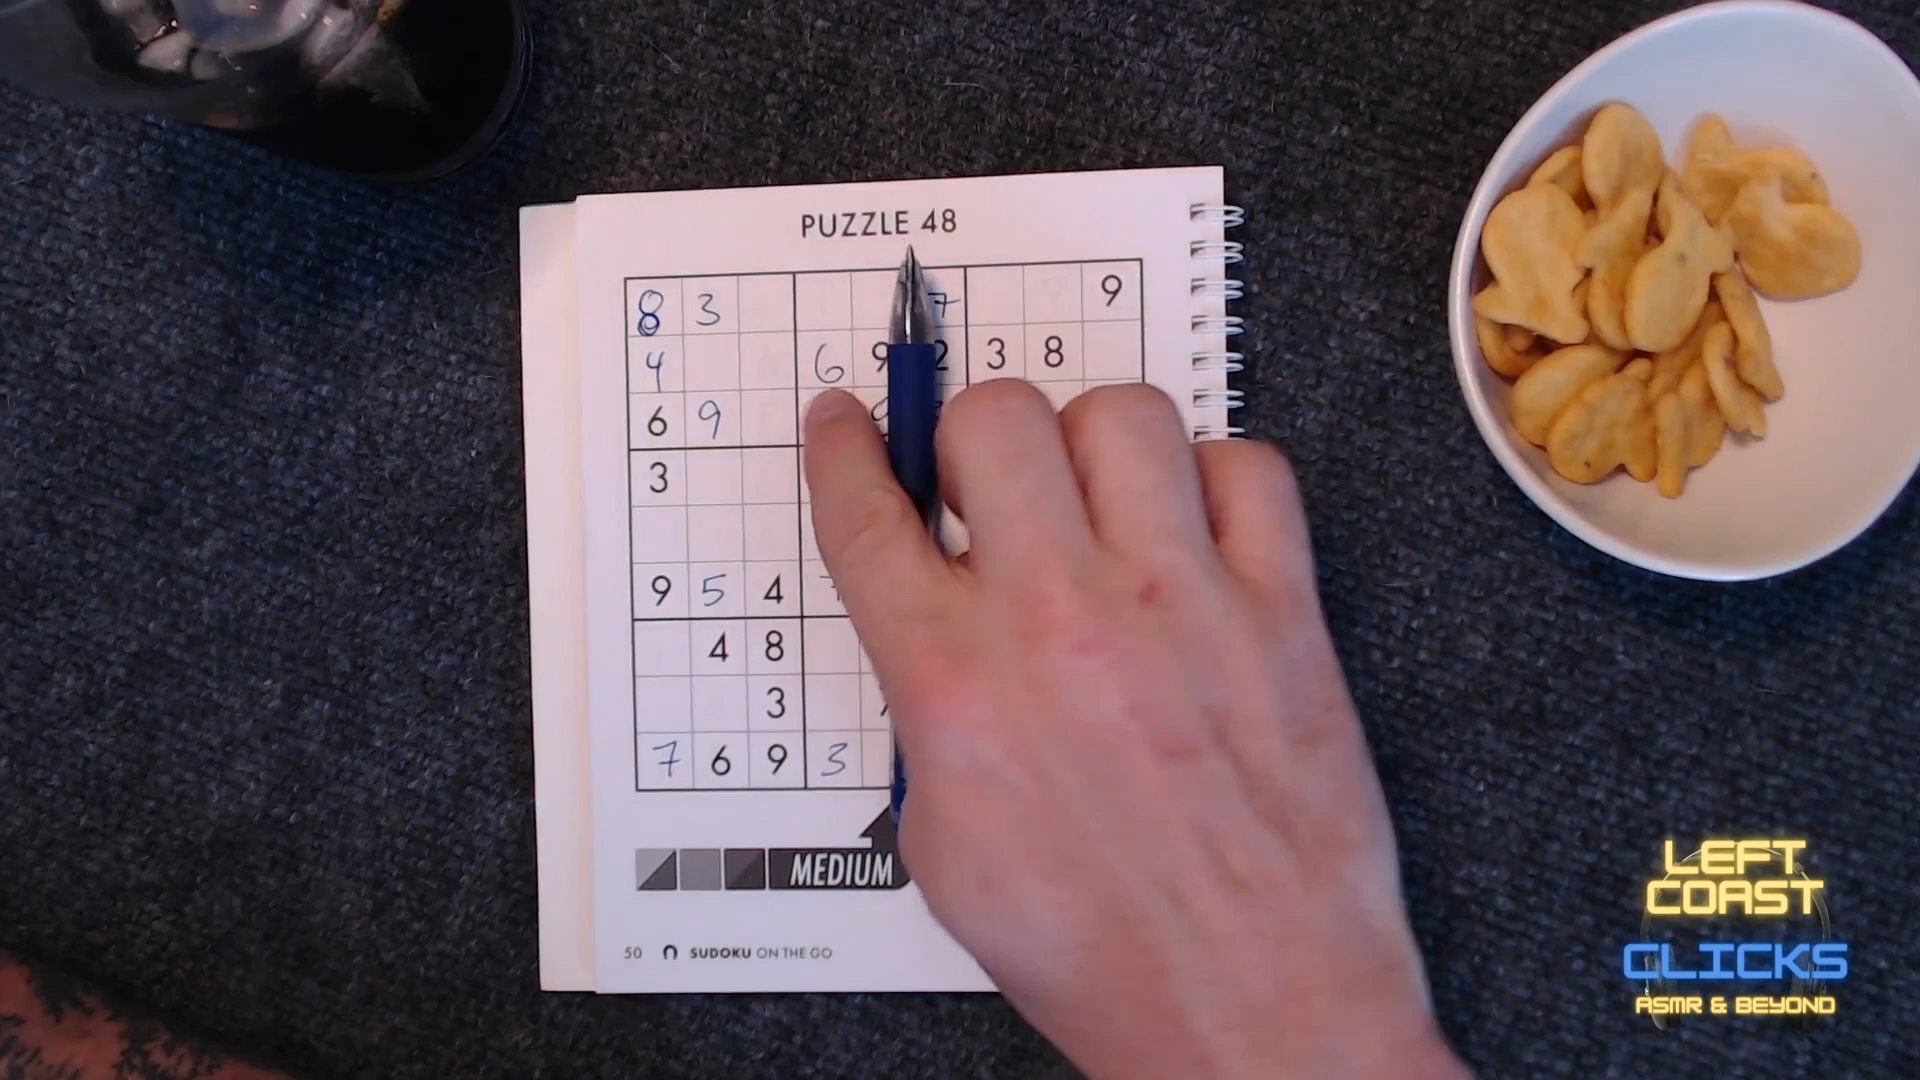 PUZZLE 48
8 3 7 9
4 6 9 2 3 8
6 9
3
9 5 4
4 8
3
7 6 9 3
MEDIUM
50 SUDOKU ON THE GO
LEFT
COAST
CLICKS
ASMR & BEYOND